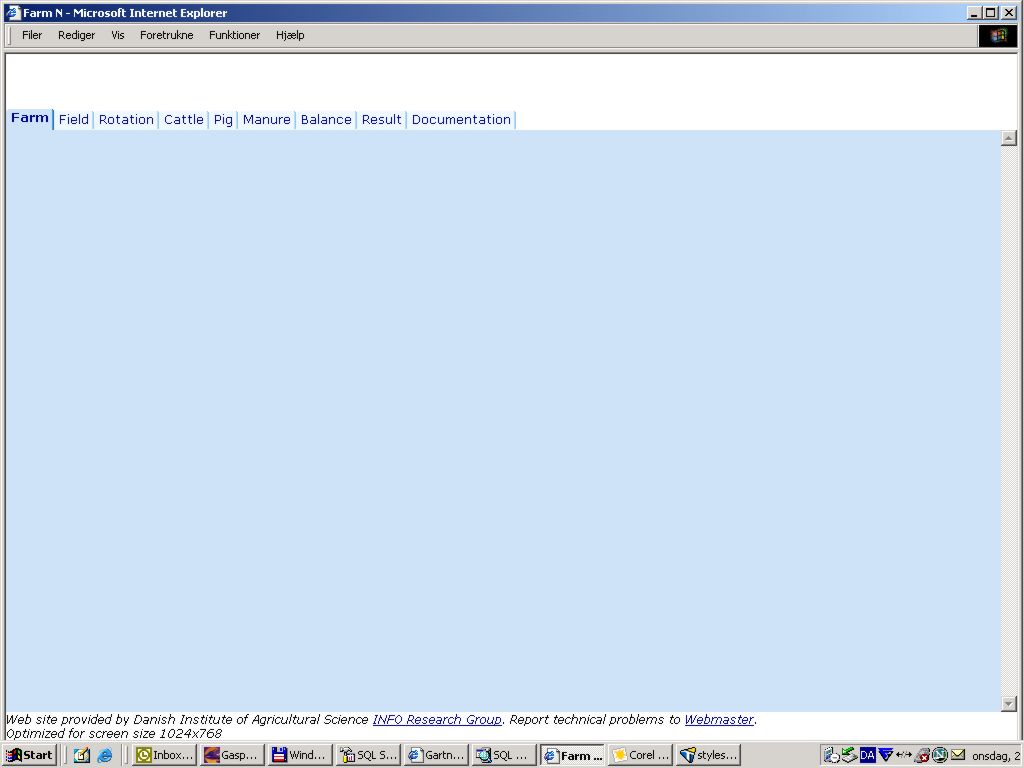 Farm N - Microsoft Internet Explorer
Filer Rediger Vis Foretrukne Funktioner Hjælp
Farm Field Rotation Cattle Pig Manure Balance Result Documentation
Web site provided by Danish Institute of Agricultural Science INFO Research Group. Report technical problems to Webmaster.
Optimized for screen size 1024x768
Start Inbox... Gasp... Wind... SQL S... Gartn... SQL ... Farm ... Corel ... styles... DA onsdag, 2